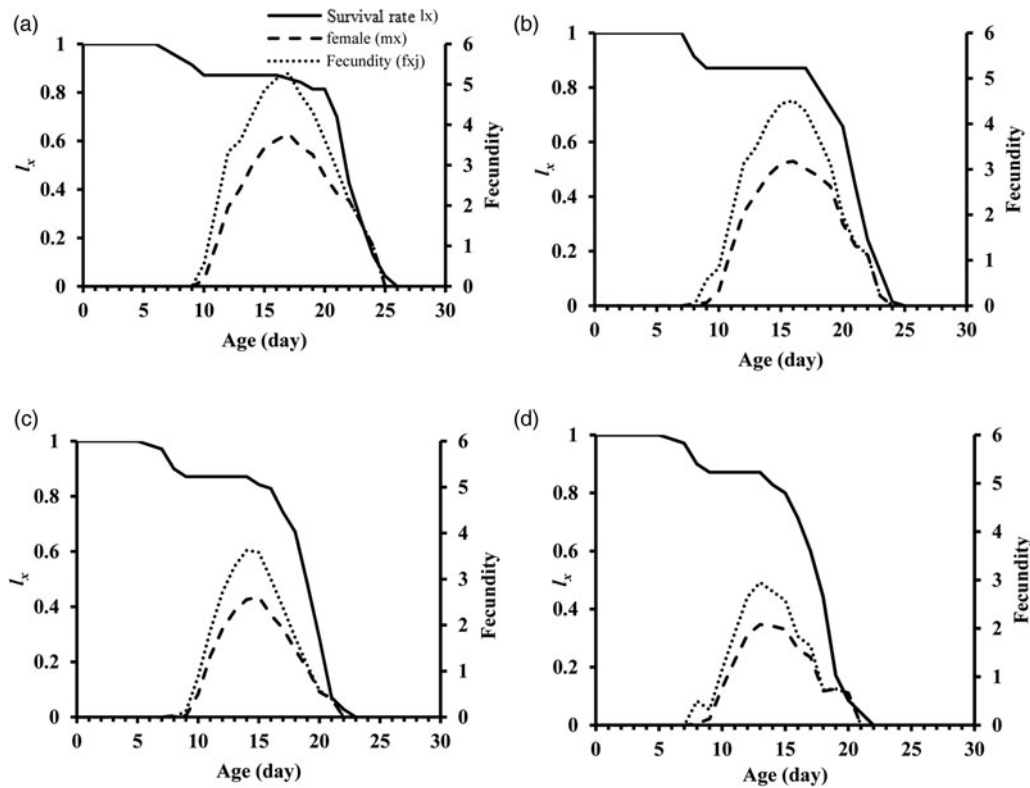 (a)
Survival rate lx)
female (mx)
Fecundity (fxj)
1
0.8
0.6
0.4
0.2
0
lx
6
5
4
3
2
1
0
Fecundity
0 5 10 15 20 25 30
Age (day)
(b)
1
0.8
0.6
0.4
0.2
0
lx
6
5
4
3
2
1
0
Fecundity
0 5 10 15 20 25 30
Age (day)
(c)
1
0.8
0.6
0.4
0.2
0
lx
6
5
4
3
2
1
0
Fecundity
0 5 10 15 20 25 30
Age (day)
(d)
1
0.8
0.6
0.4
0.2
0
lx
6
5
4
3
2
1
0
Fecundity
0 5 10 15 20 25 30
Age (day)